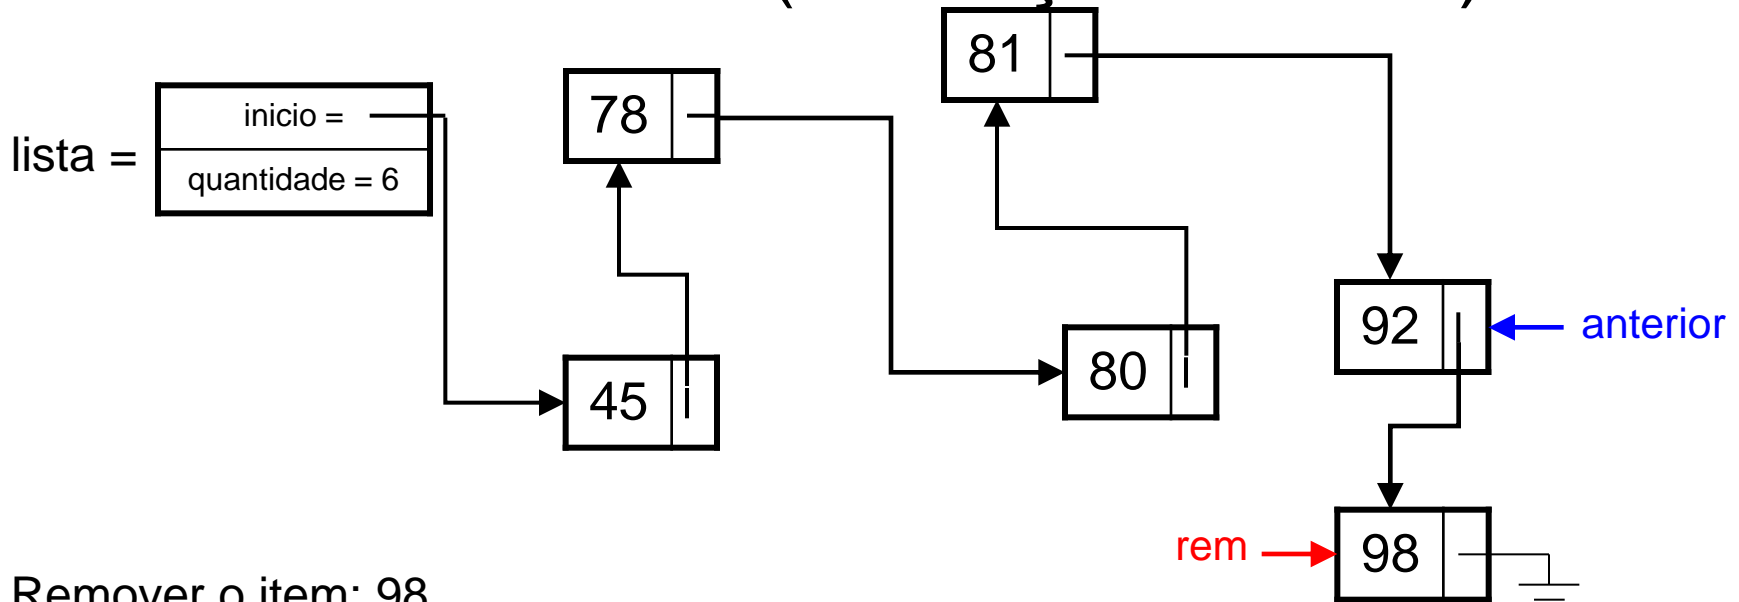 81
inicio =
78
lista =
quantidade = 6
92
anterior
80
45
rem
98
Remover o item: 98